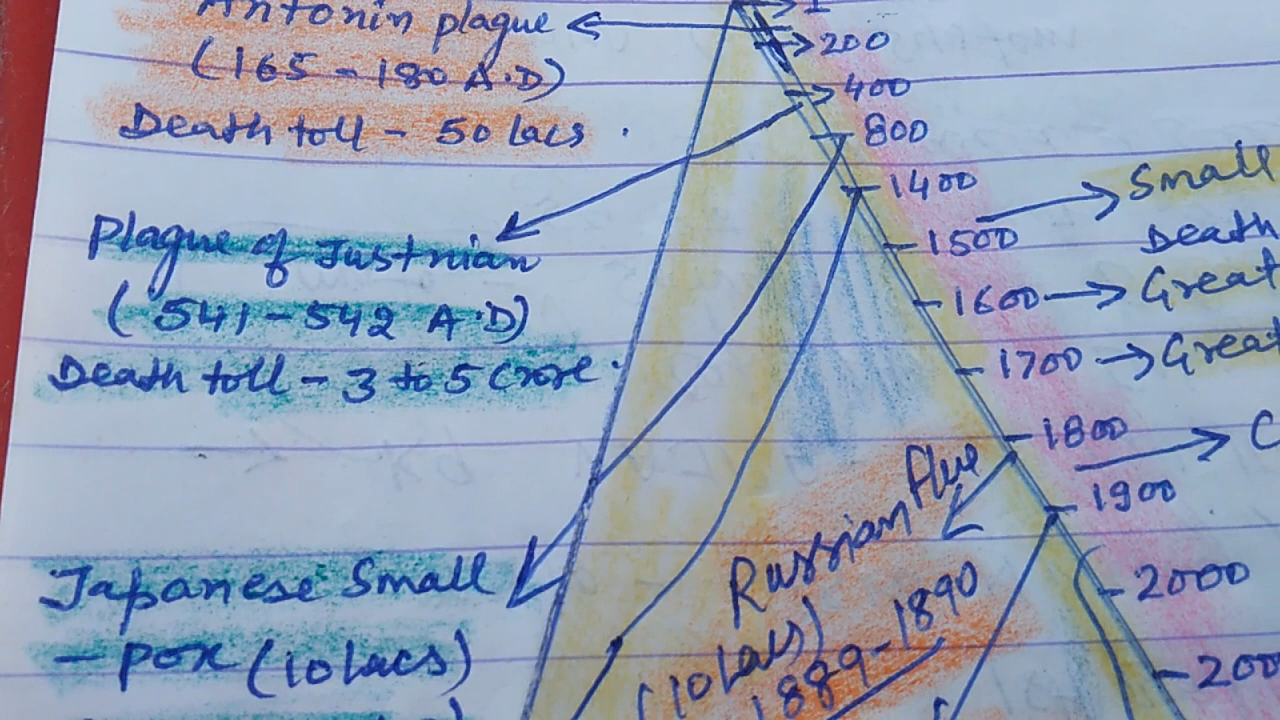 Antonin plague
(165 - 180 A.D)
Death toll - 50 lacs.
Plague of Justnian
(541-542 A.D)
Death toll - 3 to 5 crore.
Japanese Small
- pox (10 lacs)
1
200
400
800
1400
1500
1600
1700
1800
1900
2000
200
Small
Death
Great
Great
C
Russian flue
(10 lacs)
1889-1890